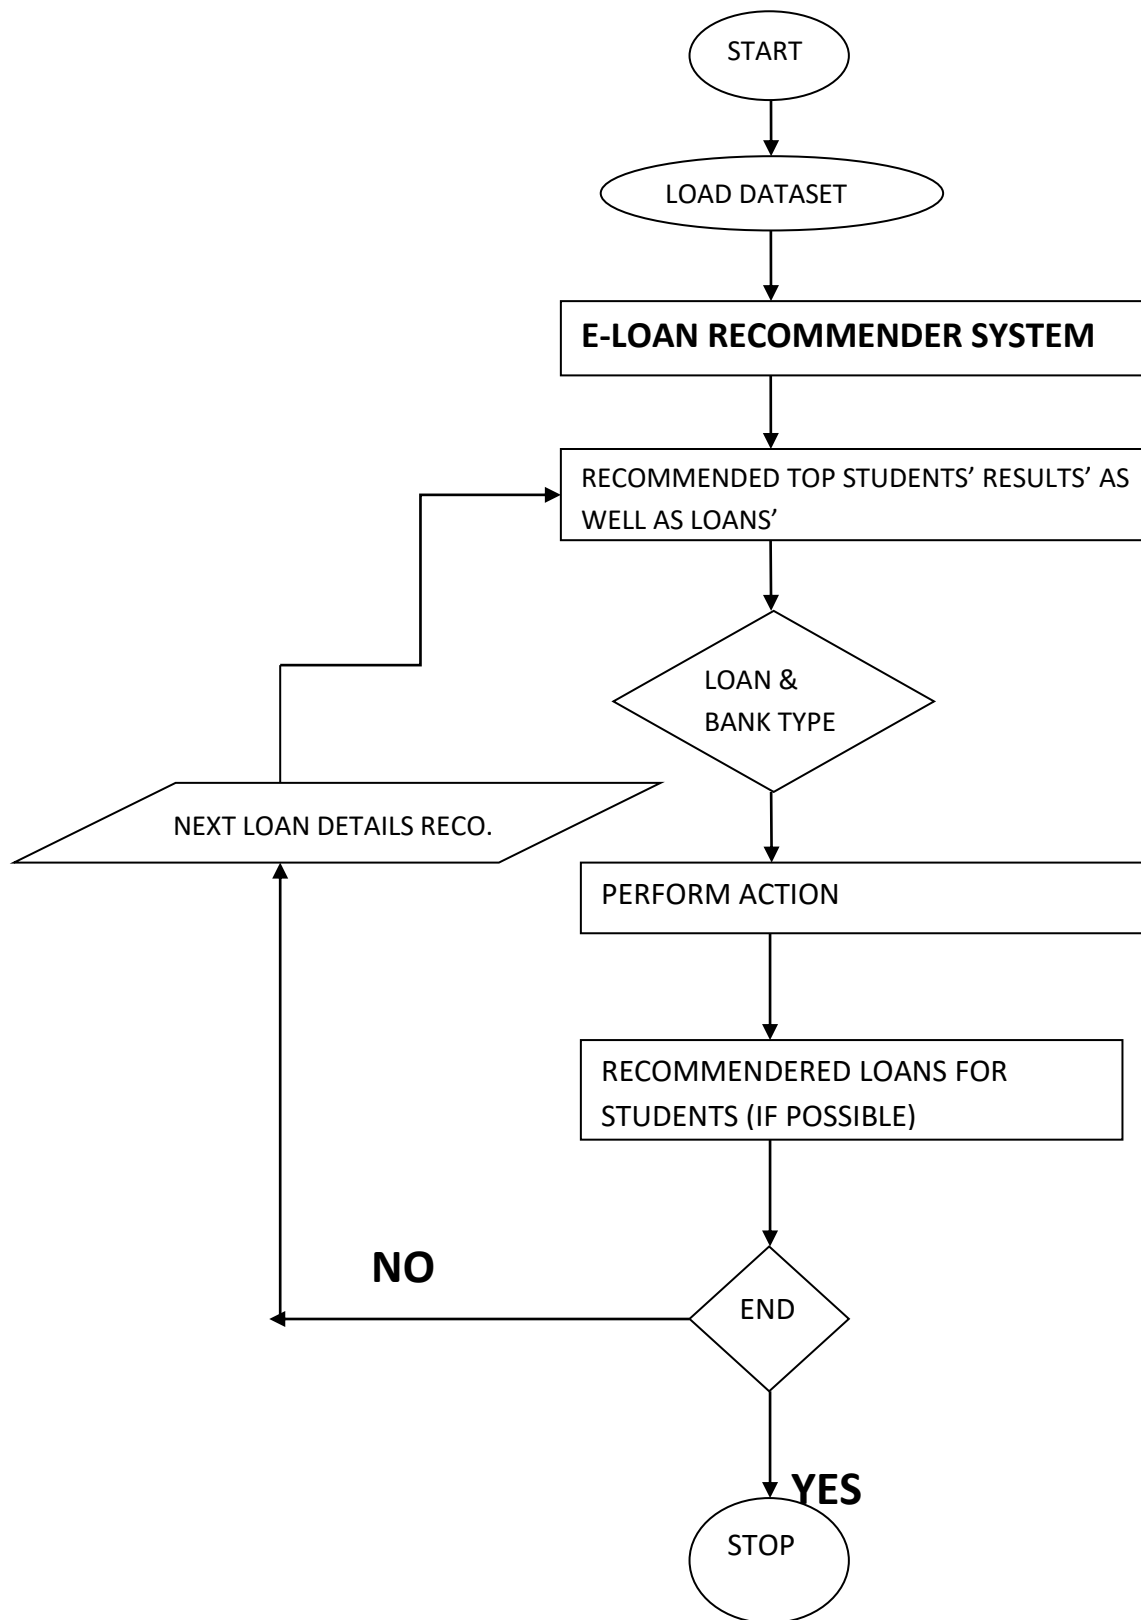 START
LOAD DATASET
E-LOAN RECOMMENDER SYSTEM
RECOMMENDED TOP STUDENTS’ RESULTS’ AS
WELL AS LOANS’
LOAN &
BANK TYPE
NEXT LOAN DETAILS RECO.
PERFORM ACTION
RECOMMENDERED LOANS FOR
STUDENTS (IF POSSIBLE)
NO
END
YES
STOP